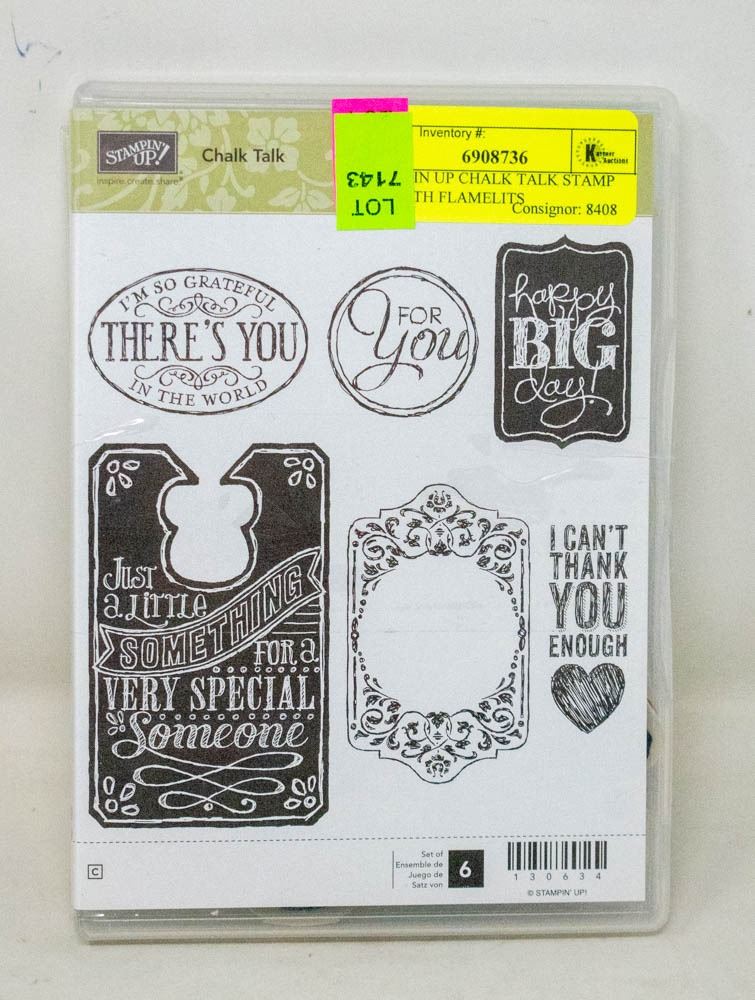 STAMPIN' UP!
inspire.create.share
Chalk Talk
LOT
7143
Inventory #:
6908736
Karrner
Auctions
IN UP CHALK TALK STAMP
TH FLAMELITS
Consignor: 8408
I'M SO GRATEFUL
THERE'S YOU
IN THE WORLD
FOR
You
happy
BIG
day!
JUST
a LITTLE
SOMETHING
FOR a
VERY SPECIAL
Someone
I CAN'T
THANK
YOU
ENOUGH
C
Set of
Ensemble de
Juego de
Satz von
6
130634
© STAMPIN' UP!